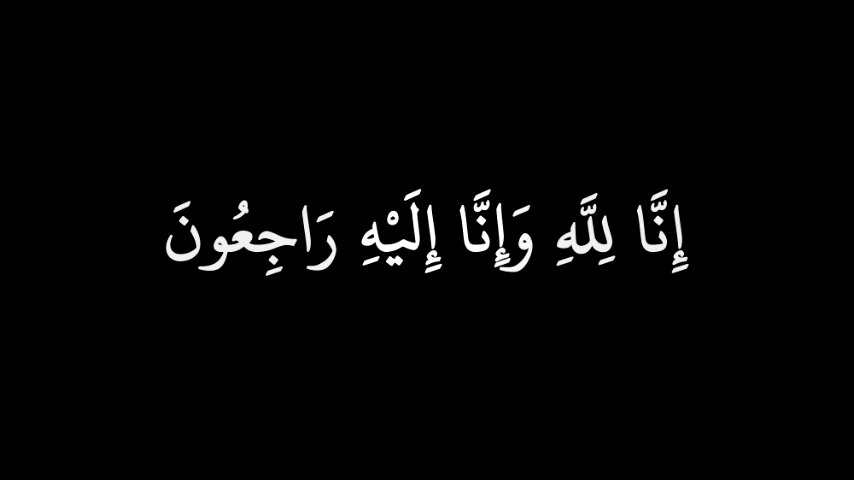 إِنَّا لِلَّهِ وَإِنَّا إِلَيْهِ رَاجِعُونَ